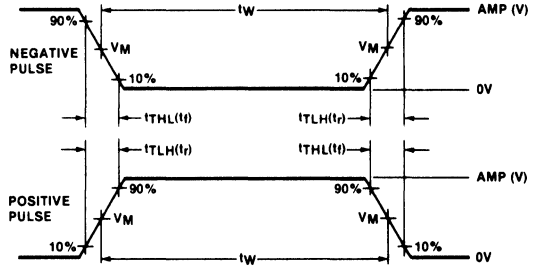 tW
AMP (V)
90%
90%
NEGATIVE
PULSE
VM
VM
10%
10%
0V
tTHL(tf)
tTLH(tr)
tTLH(tr)
tTHL(tf)
AMP (V)
90%
90%
POSITIVE
PULSE
VM
VM
10%
10%
tW
0V